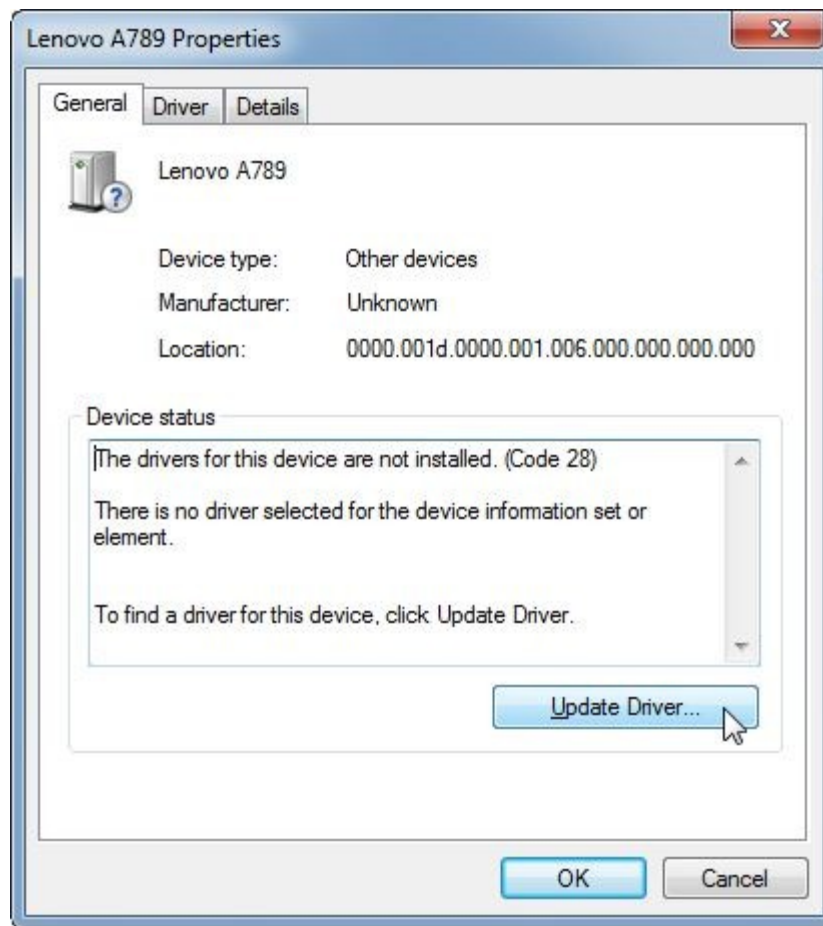 Lenovo A789 Properties
General Driver Details
Lenovo A789
Device type: Other devices
Manufacturer: Unknown
Location: 0000.001d.0000.001.006.000.000.000.000
Device status
The drivers for this device are not installed. (Code 28)
There is no driver selected for the device information set or
element.
To find a driver for this device, click Update Driver.
Update Driver...
OK Cancel